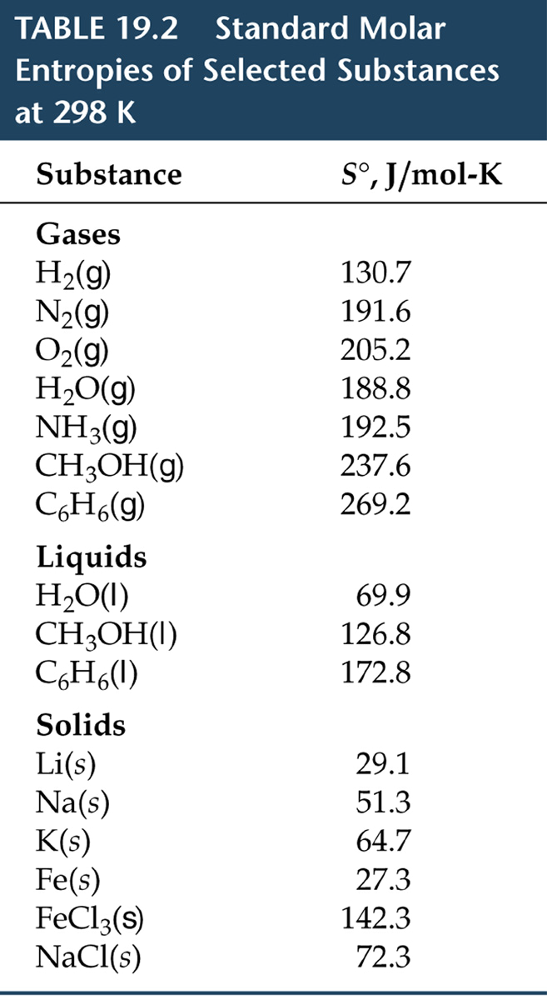 TABLE 19.2 Standard Molar
Entropies of Selected Substances
at 298 K
Substance S°, J/mol-K
Gases
H₂(g) 130.7
N₂(g) 191.6
O₂(g) 205.2
H₂O(g) 188.8
NH₃(g) 192.5
CH₃OH(g) 237.6
C₆H₆(g) 269.2
Liquids
H₂O(l) 69.9
CH₃OH(l) 126.8
C₆H₆(l) 172.8
Solids
Li(s) 29.1
Na(s) 51.3
K(s) 64.7
Fe(s) 27.3
FeCl₃(s) 142.3
NaCl(s) 72.3